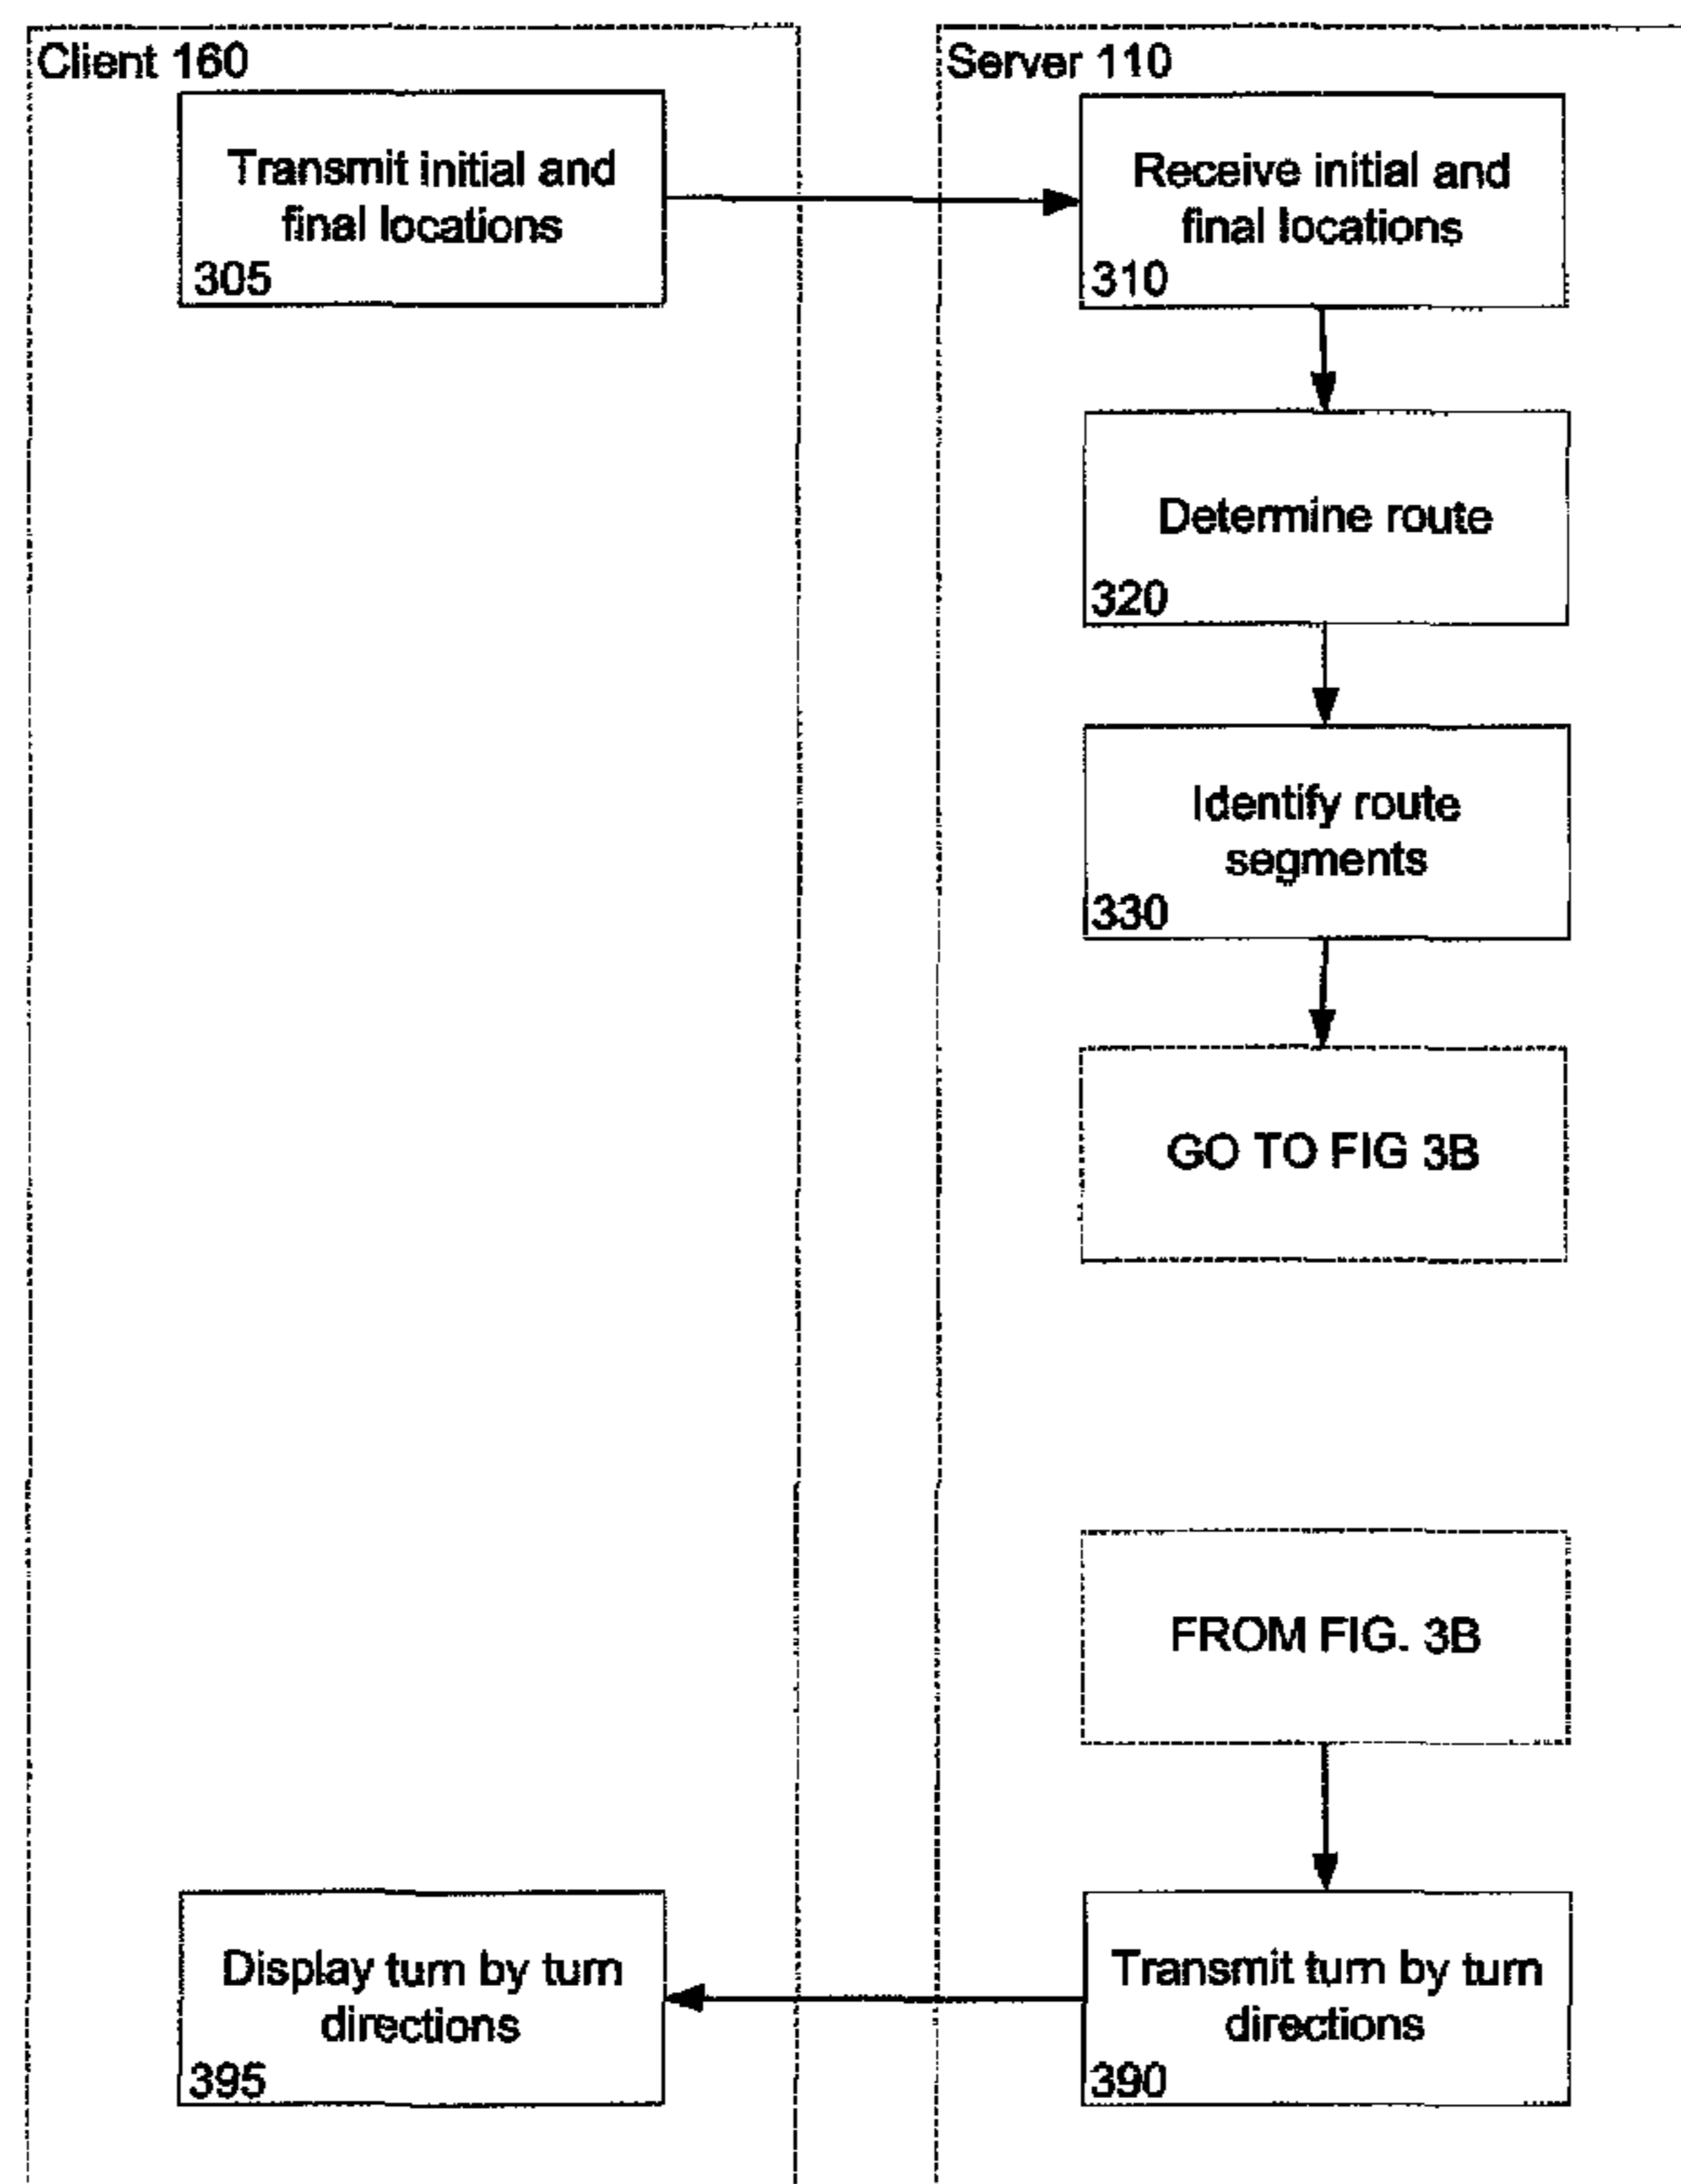 Client 160
Server 110
Transmit initial and
final locations
305
Receive initial and
final locations
310
Determine route
320
Identify route
segments
330
GO TO FIG 3B
FROM FIG. 3B
Display turn by turn
directions
395
Transmit turn by turn
directions
390